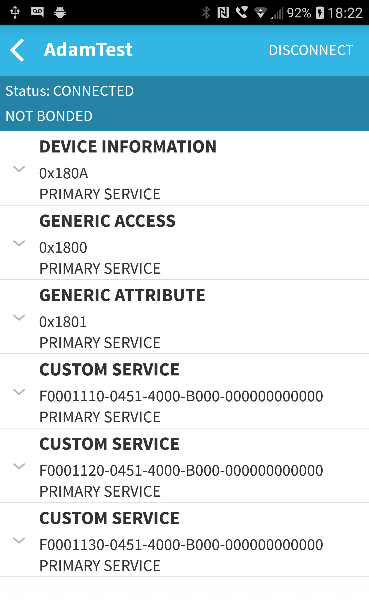 92% 18:22
AdamTest DISCONNECT
Status: CONNECTED
NOT BONDED
DEVICE INFORMATION
0x180A
PRIMARY SERVICE
GENERIC ACCESS
0x1800
PRIMARY SERVICE
GENERIC ATTRIBUTE
0x1801
PRIMARY SERVICE
CUSTOM SERVICE
F0001110-0451-4000-B000-000000000000
PRIMARY SERVICE
CUSTOM SERVICE
F0001120-0451-4000-B000-000000000000
PRIMARY SERVICE
CUSTOM SERVICE
F0001130-0451-4000-B000-000000000000
PRIMARY SERVICE